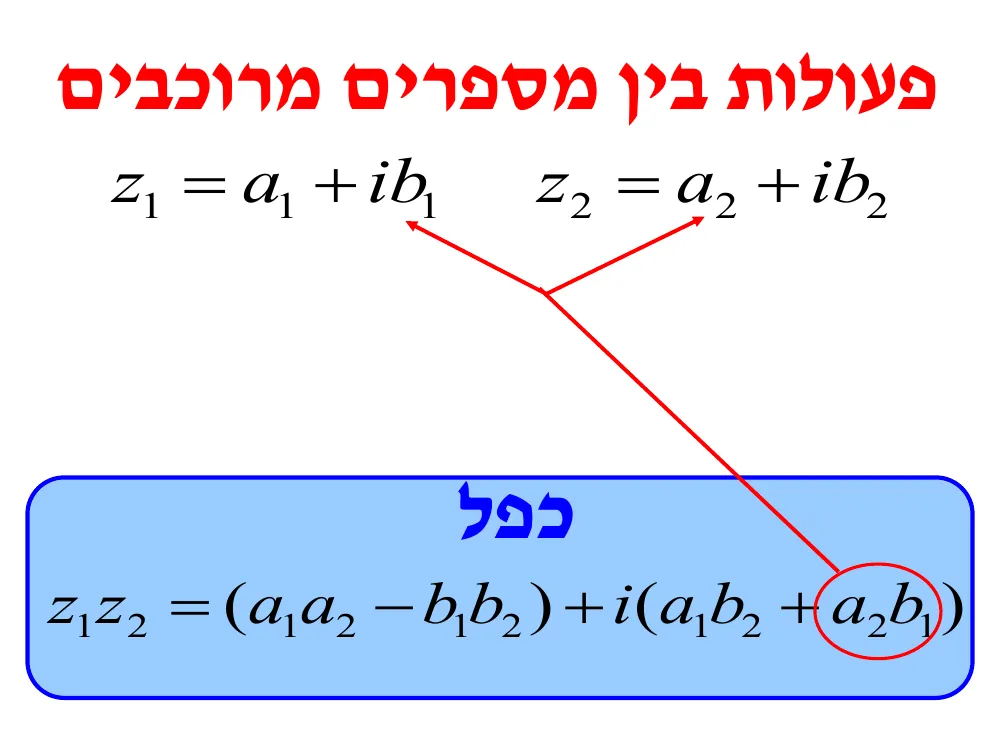 פעולות בין מספרים מרוכבים
z₁ = a₁ + ib₁ z₂ = a₂ + ib₂
כפל
z₁z₂ = (a₁a₂ − b₁b₂) + i(a₁b₂ + a₂b₁)